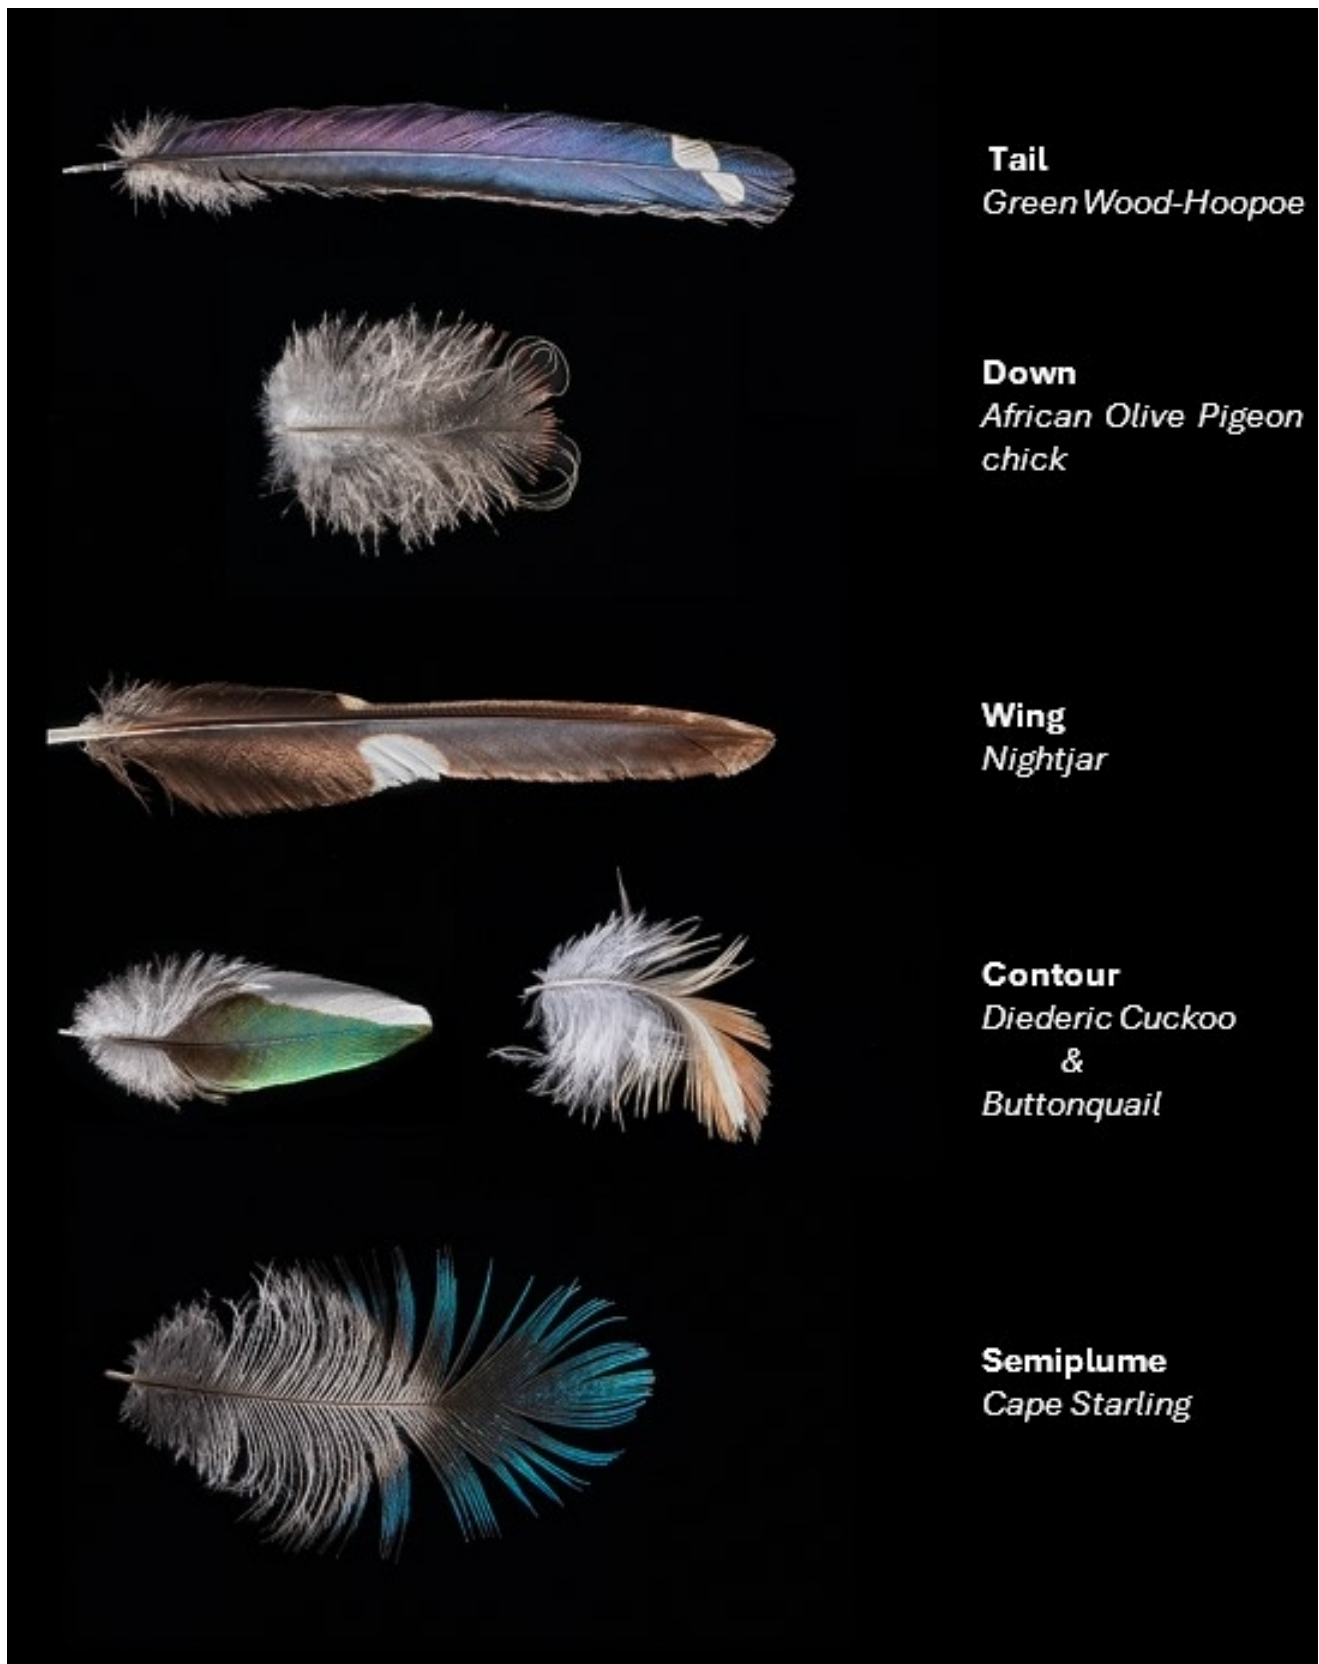 Tail
Green Wood-Hoopoe
Down
African Olive Pigeon
chick
Wing
Nightjar
Contour
Diederic Cuckoo
&
Buttonquail
Semiplume
Cape Starling